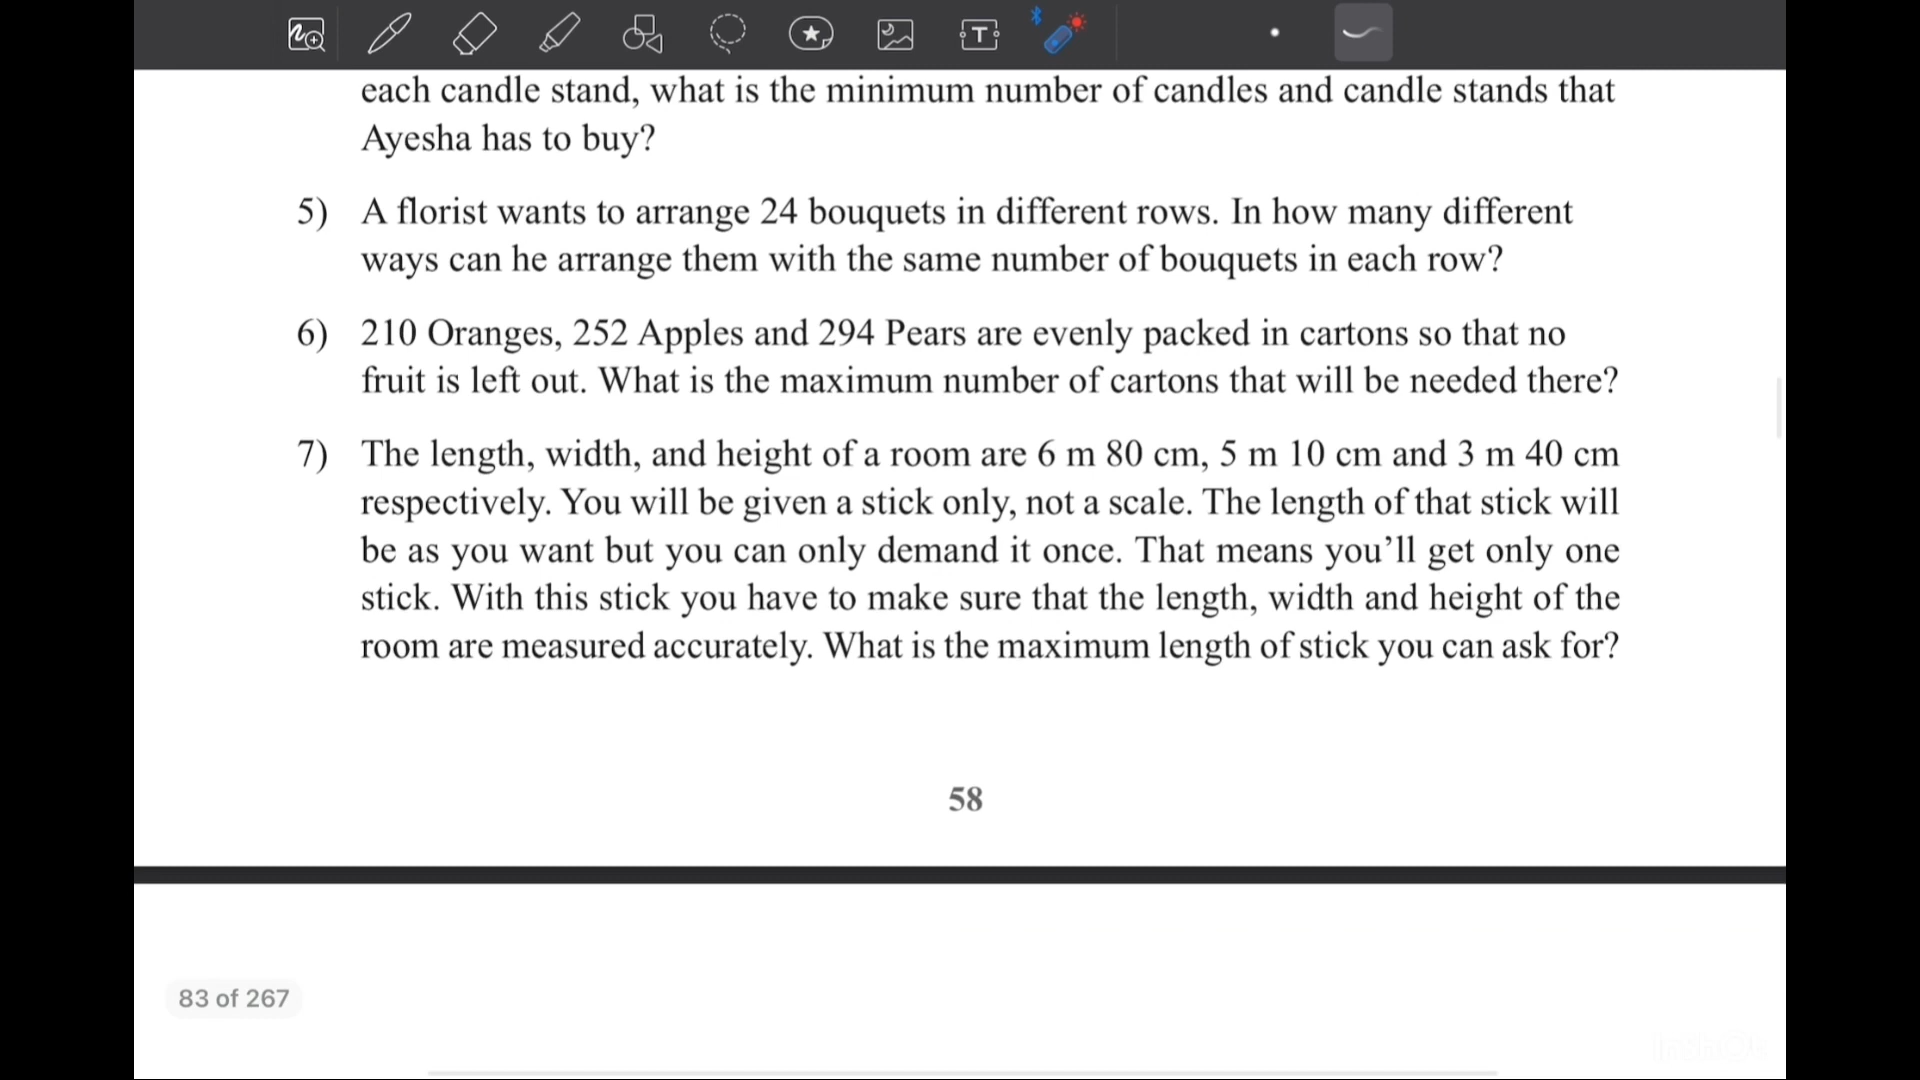 each candle stand, what is the minimum number of candles and candle stands that
Ayesha has to buy?
5) A florist wants to arrange 24 bouquets in different rows. In how many different
ways can he arrange them with the same number of bouquets in each row?
6) 210 Oranges, 252 Apples and 294 Pears are evenly packed in cartons so that no
fruit is left out. What is the maximum number of cartons that will be needed there?
7) The length, width, and height of a room are 6 m 80 cm, 5 m 10 cm and 3 m 40 cm
respectively. You will be given a stick only, not a scale. The length of that stick will
be as you want but you can only demand it once. That means you’ll get only one
stick. With this stick you have to make sure that the length, width and height of the
room are measured accurately. What is the maximum length of stick you can ask for?
58
83 of 267